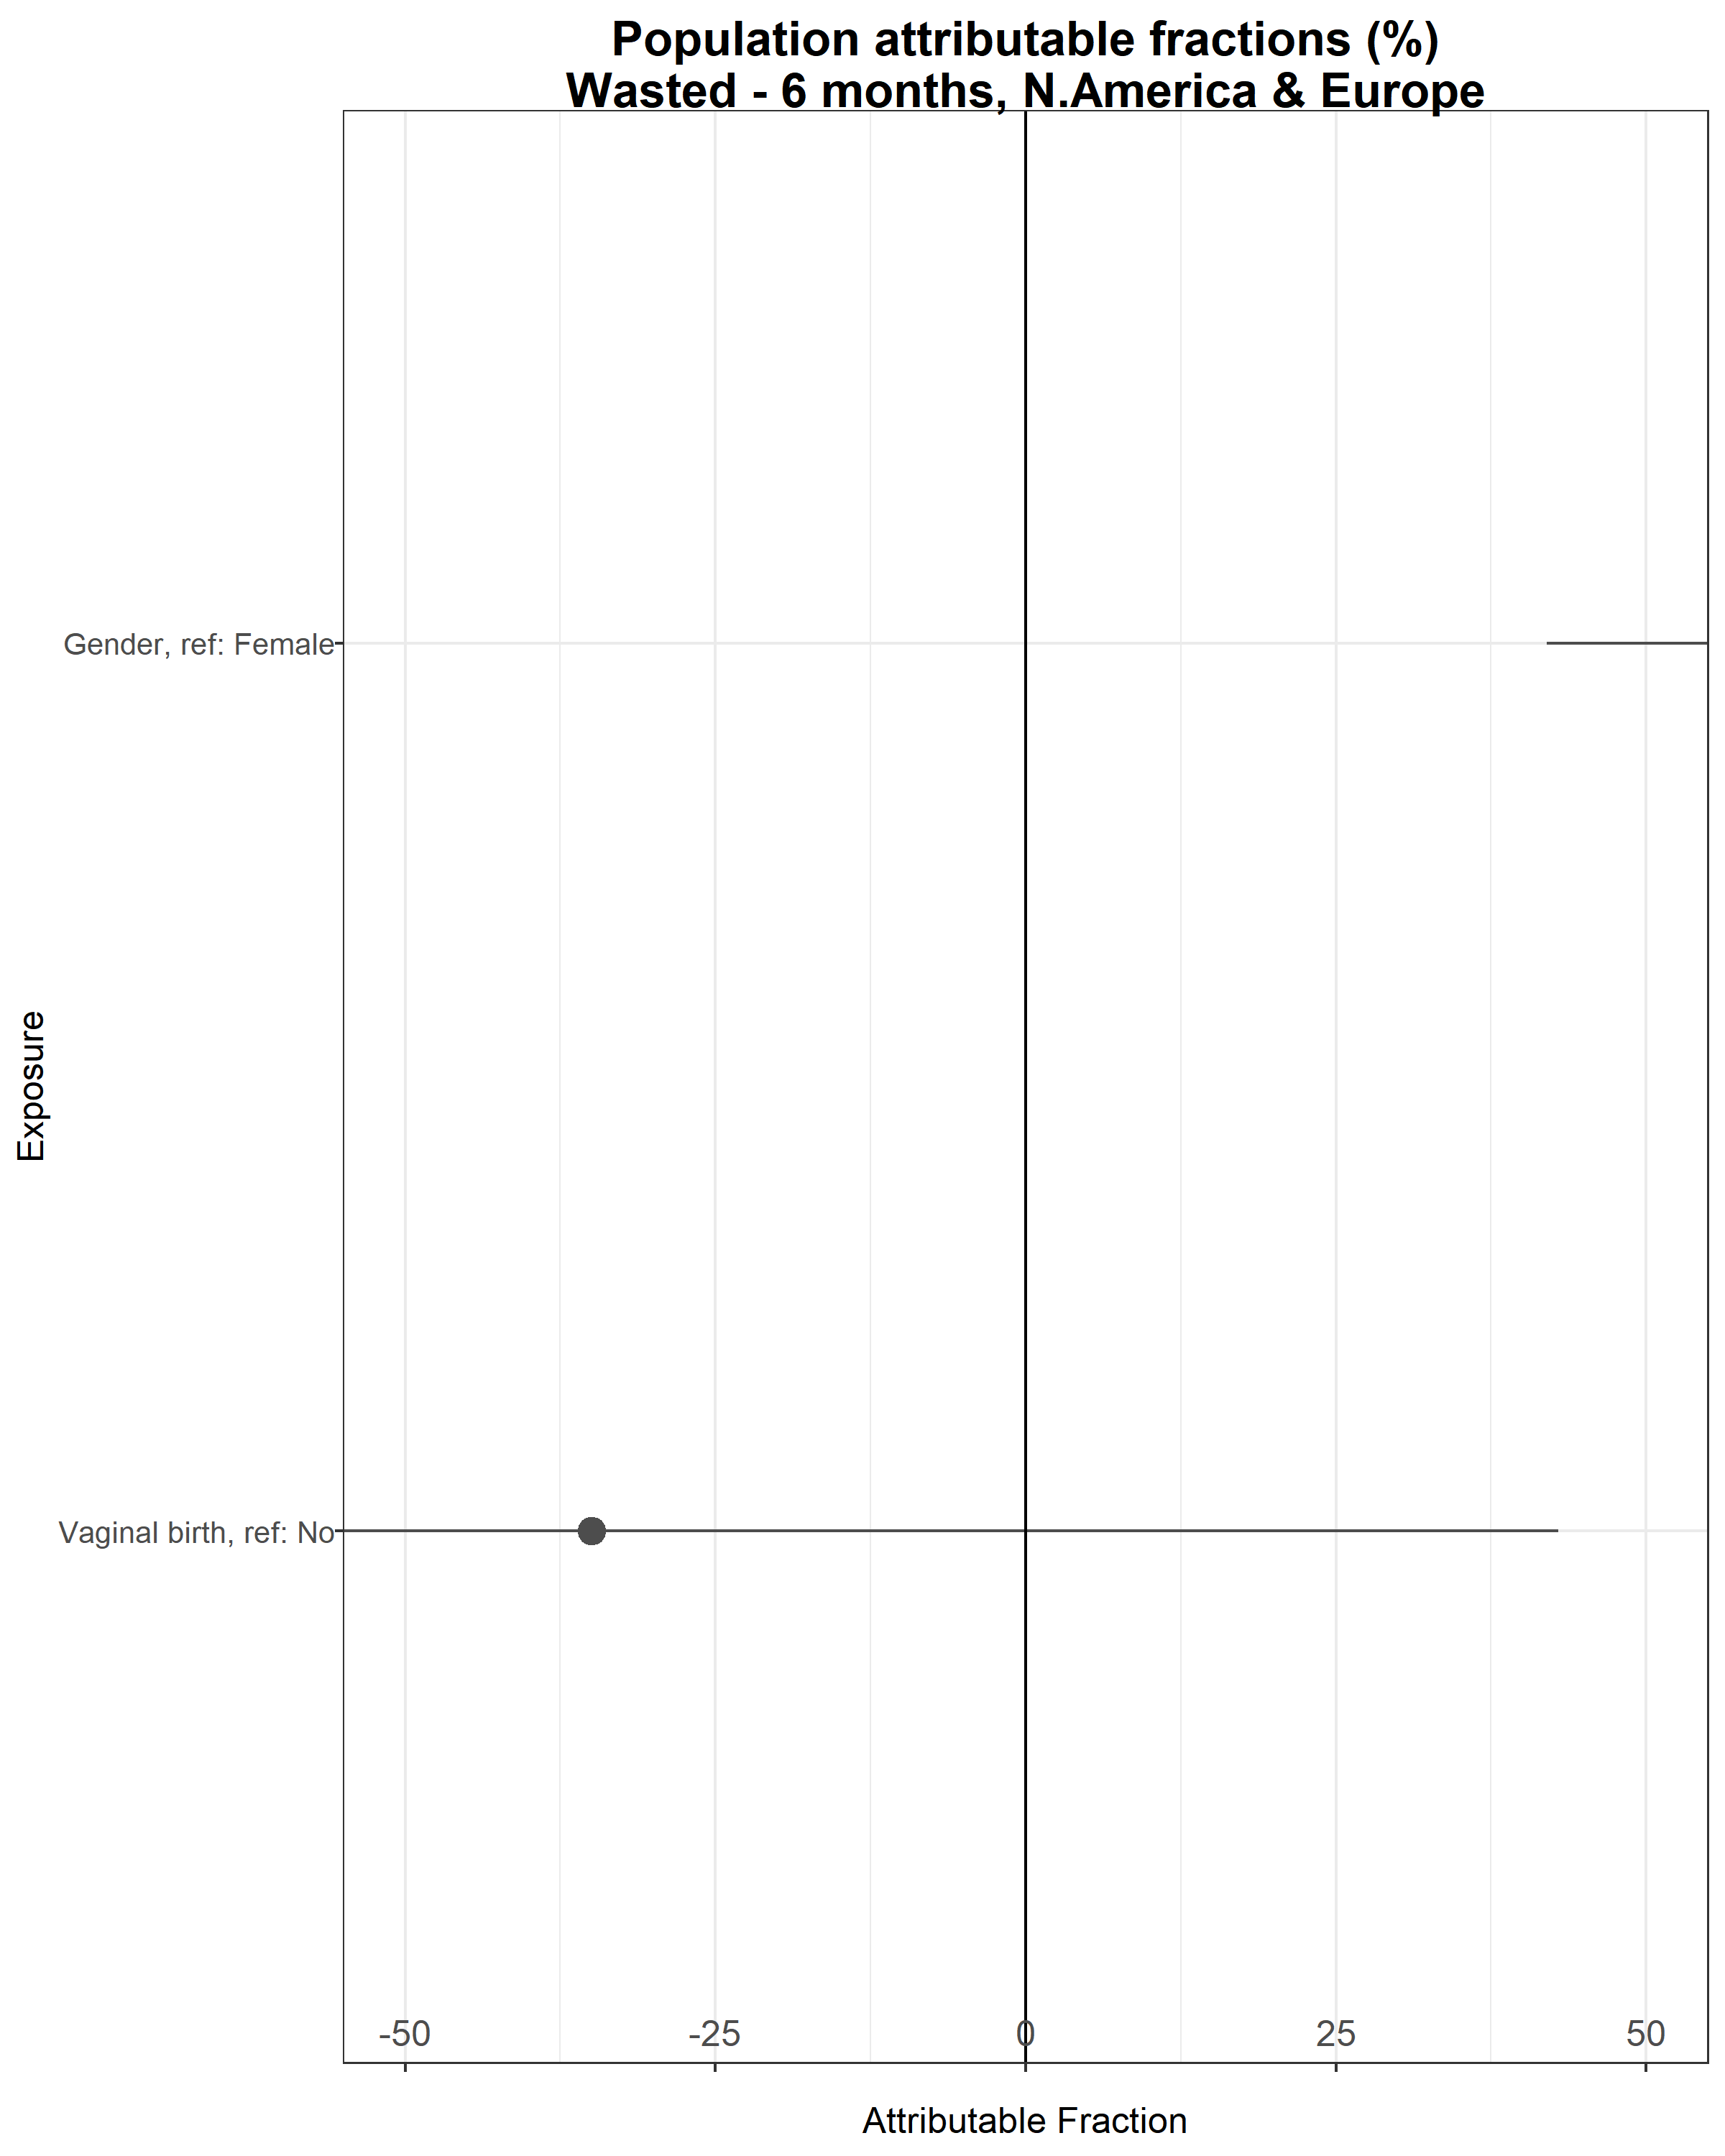 Population attributable fractions (%)
Wasted - 6 months, N.America & Europe
Gender, ref: Female
Exposure
Vaginal birth, ref: No
-50 -25 0 25 50
Attributable Fraction